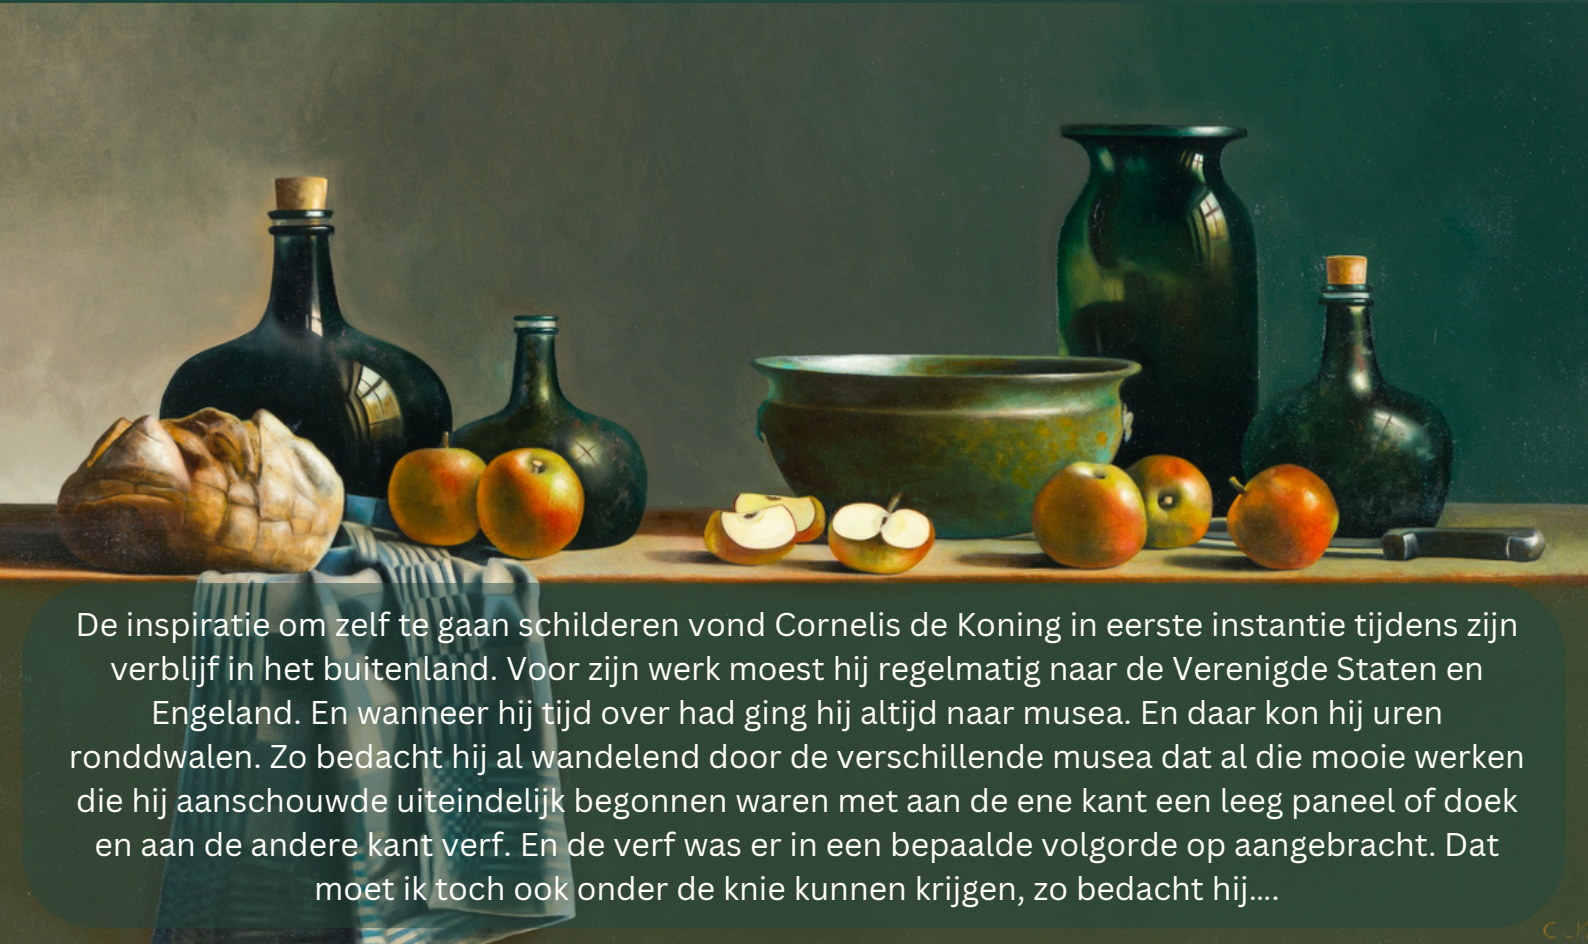 De inspiratie om zelf te gaan schilderen vond Cornelis de Koning in eerste instantie tijdens zijn
verblijf in het buitenland. Voor zijn werk moest hij regelmatig naar de Verenigde Staten en
Engeland. En wanneer hij tijd over had ging hij altijd naar musea. En daar kon hij uren
ronddwalen. Zo bedacht hij al wandelend door de verschillende musea dat al die mooie werken
die hij aanschouwde uiteindelijk begonnen waren met aan de ene kant een leeg paneel of doek
en aan de andere kant verf. En de verf was er in een bepaalde volgorde op aangebracht. Dat
moet ik toch ook onder de knie kunnen krijgen, zo bedacht hij....